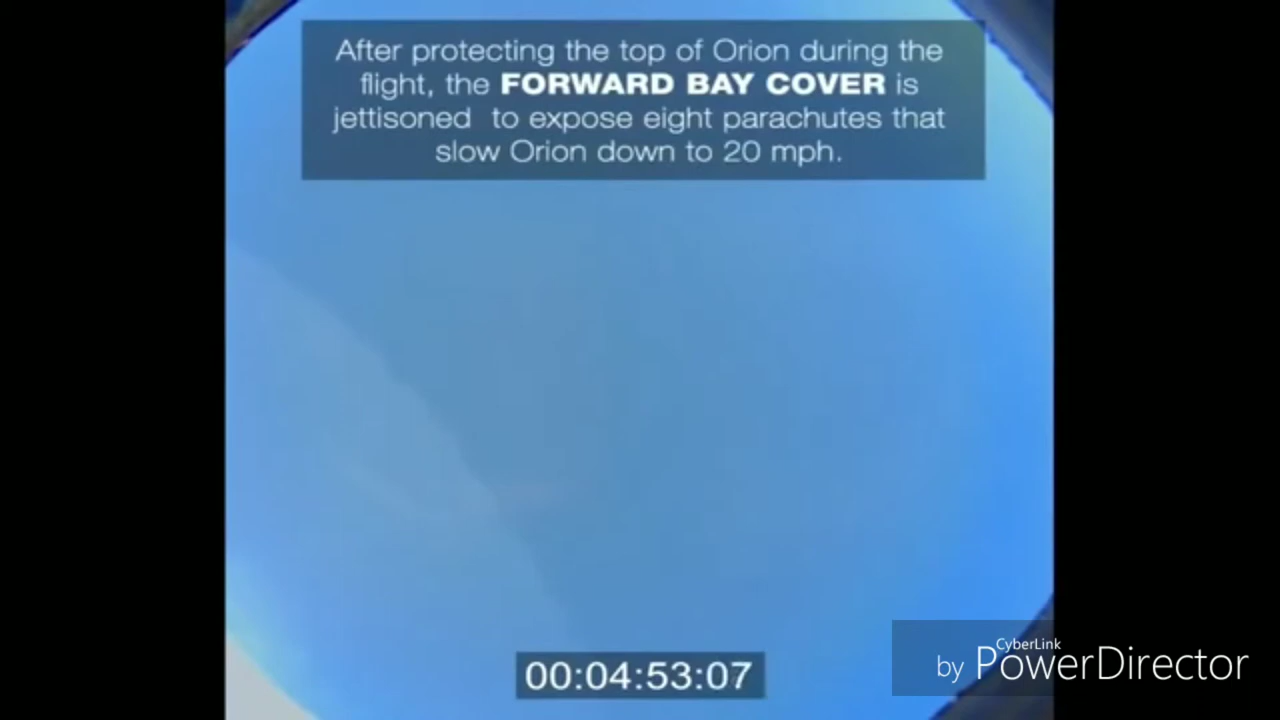 After protecting the top of Orion during the
flight, the FORWARD BAY COVER is
jettisoned to expose eight parachutes that
slow Orion down to 20 mph.
00:04:53:07
CyberLink
by PowerDirector